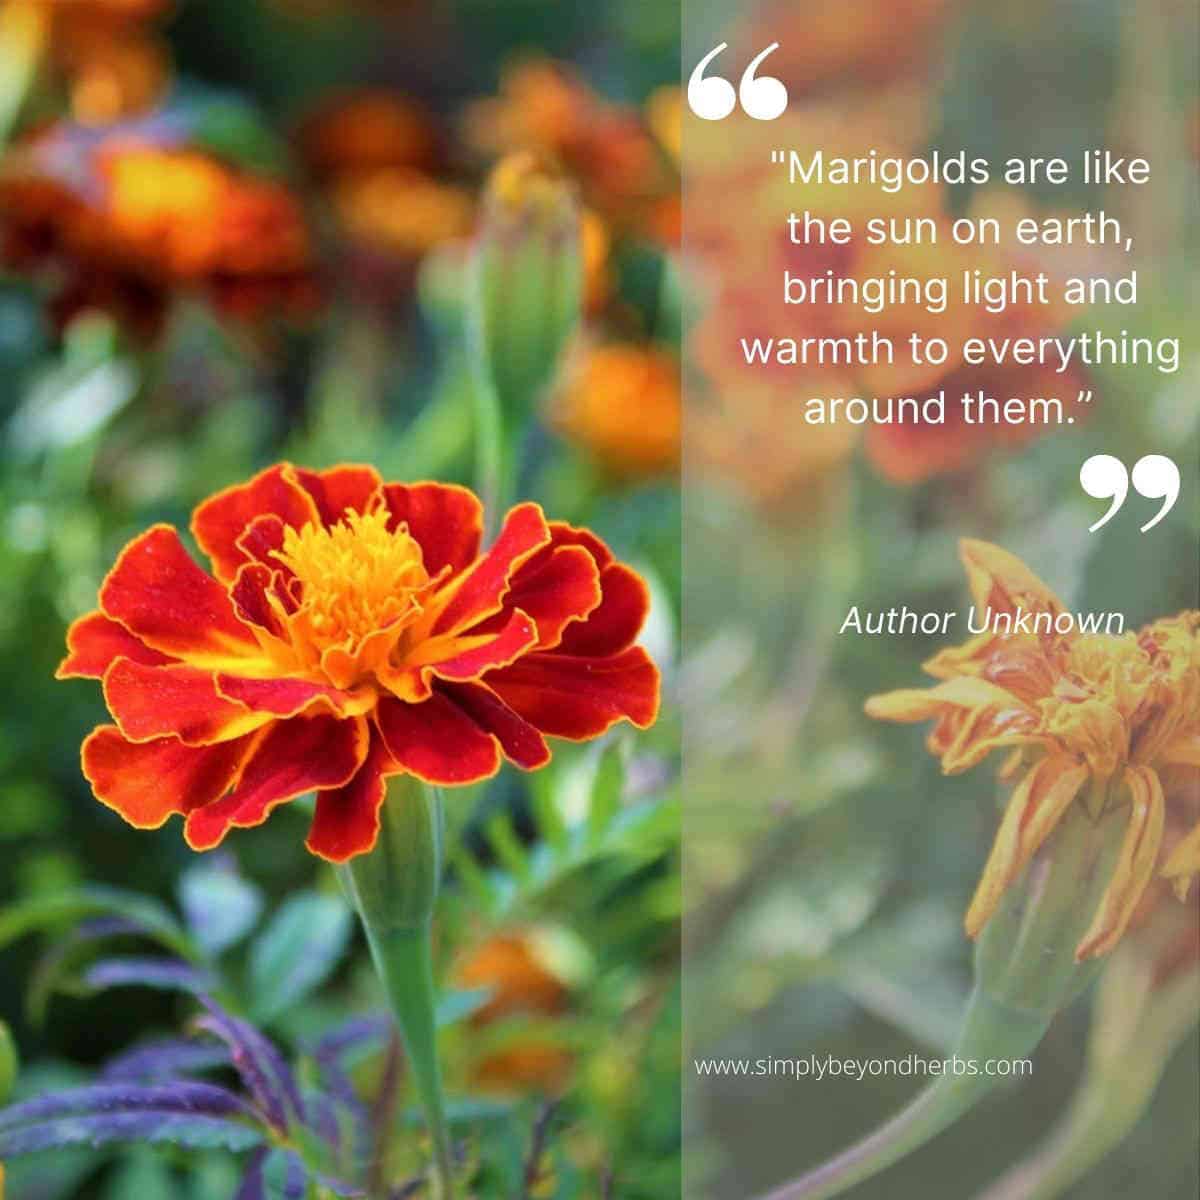 "Marigolds are like
the sun on earth,
bringing light and
warmth to everything
around them.”
Author Unknown
www.simplybeyondherbs.com